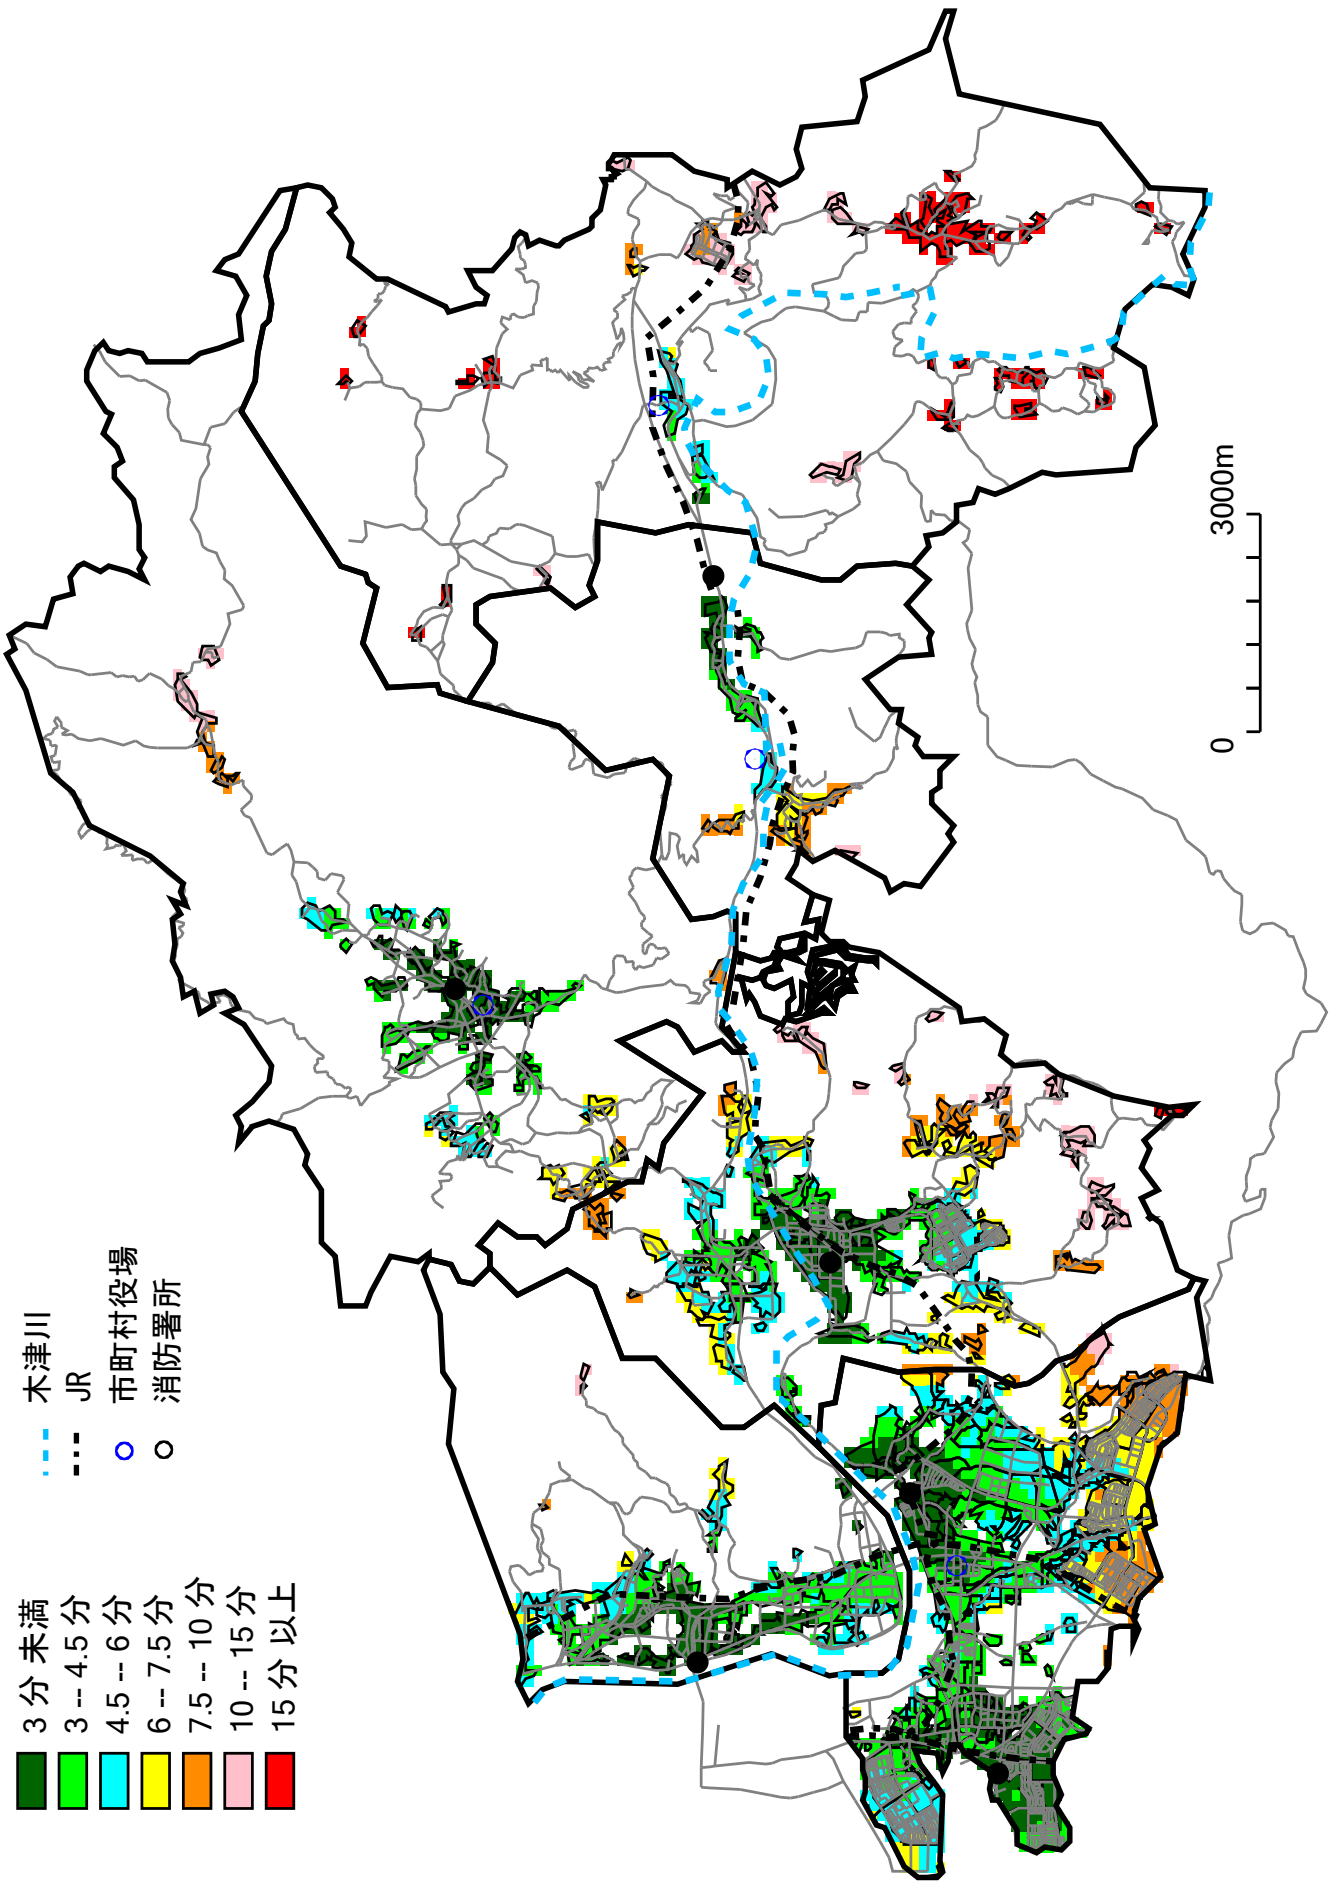 3 分 未満
3 -- 4.5 分
4.5 -- 6 分
6 -- 7.5 分
7.5 -- 10 分
10 -- 15 分
15 分 以上
木津川
JR
市町村役場
消防署所
0
3000m